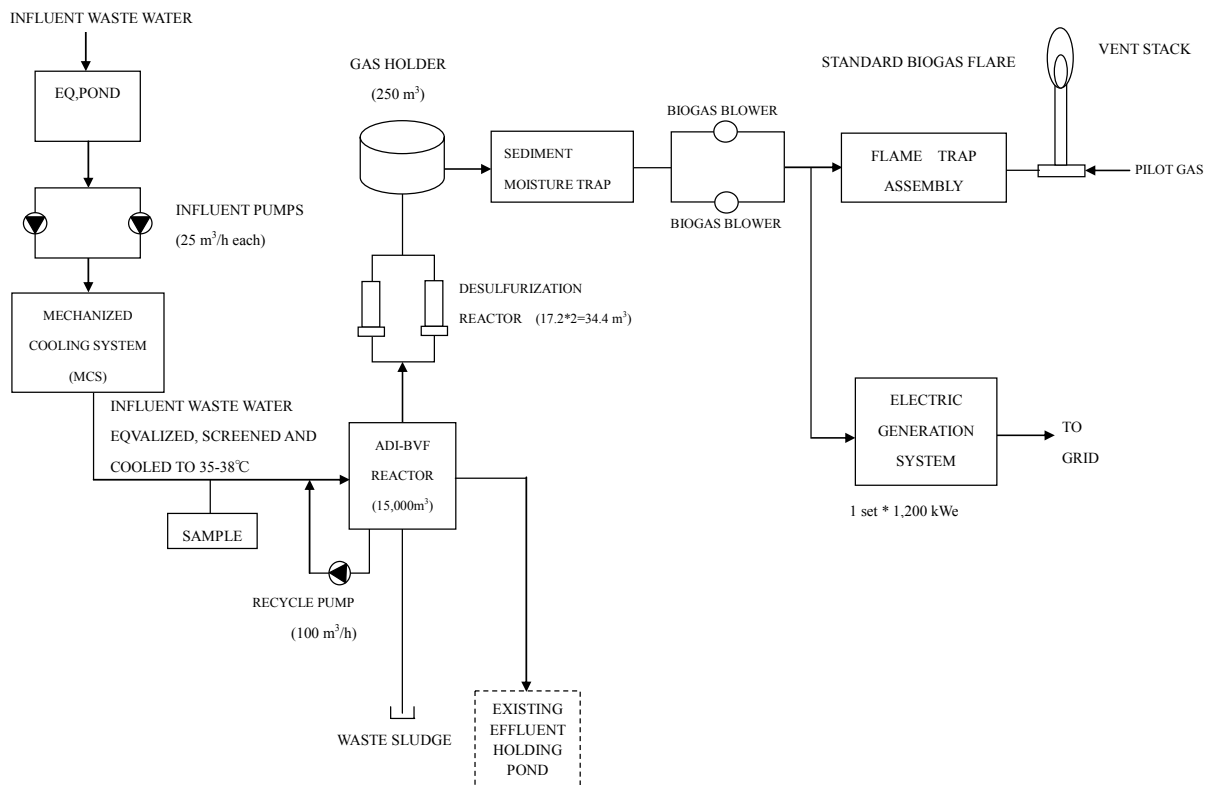 INFLUENT WASTE WATER
EQ,POND
INFLUENT PUMPS
(25 m³/h each)
MECHANIZED
COOLING SYSTEM
(MCS)
INFLUENT WASTE WATER
EQVALIZED, SCREENED AND
COOLED TO 35-38℃
SAMPLE
RECYCLE PUMP
(100 m³/h)
ADI-BVF
REACTOR
(15,000m³)
WASTE SLUDGE
EXISTING
EFFLUENT
HOLDING
POND
DESULFURIZATION
REACTOR (17.2*2=34.4 m³)
GAS HOLDER
(250 m³)
SEDIMENT
MOISTURE TRAP
BIOGAS BLOWER
BIOGAS BLOWER
STANDARD BIOGAS FLARE
VENT STACK
FLAME TRAP
ASSEMBLY
PILOT GAS
ELECTRIC
GENERATION
SYSTEM
TO
GRID
1 set * 1,200 kWe